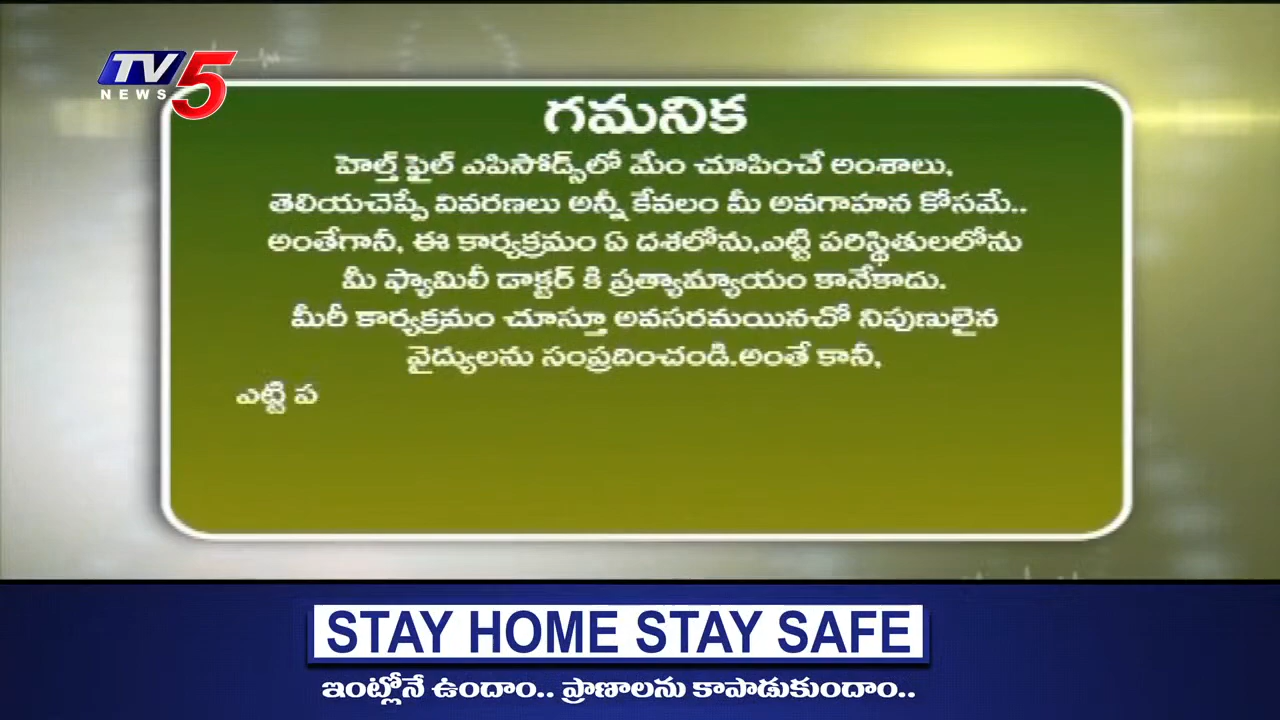 TV5
NEWS
గమనిక
హెల్త్ ఫైల్ ఎపిసోడ్స్‌లో మేం చూపించే అంశాలు,
తెలియచెప్పే వివరణలు అన్నీ కేవలం మీ అవగాహన కోసమే..
అంతేగానీ, ఈ కార్యక్రమం ఏ దశలోను,ఎట్టి పరిస్థితులలోను
మీ ఫ్యామిలీ డాక్టర్ కి ప్రత్యామ్యాయం కానేకాదు.
మీరీ కార్యక్రమం చూస్తూ అవసరమయినచో నిపుణులైన
వైద్యులను సంప్రదించండి.అంతే కానీ,
ఎట్టి ప
STAY HOME STAY SAFE
ఇంట్లోనే ఉందాం.. ప్రాణాలను కాపాడుకుందాం..